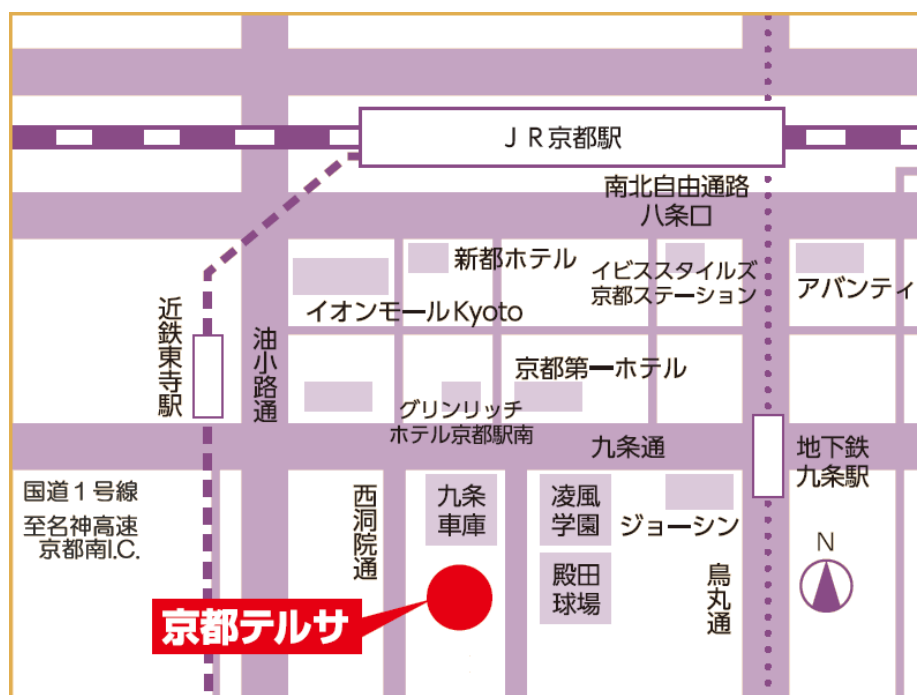 JR京都駅
南北自由通路
八条口
新都ホテル
イビススタイルズ
京都ステーション
アバンティ
イオンモールKyoto
近鉄東寺駅
油小路通
京都第一ホテル
グリンリッチ
ホテル京都駅南
九条通
地下鉄
九条駅
国道1号線
至名神高速
京都南I.C.
西洞院通
九条
車庫
凌風
学園
ジョーシン
殿田
球場
烏丸通
N
京都テルサ